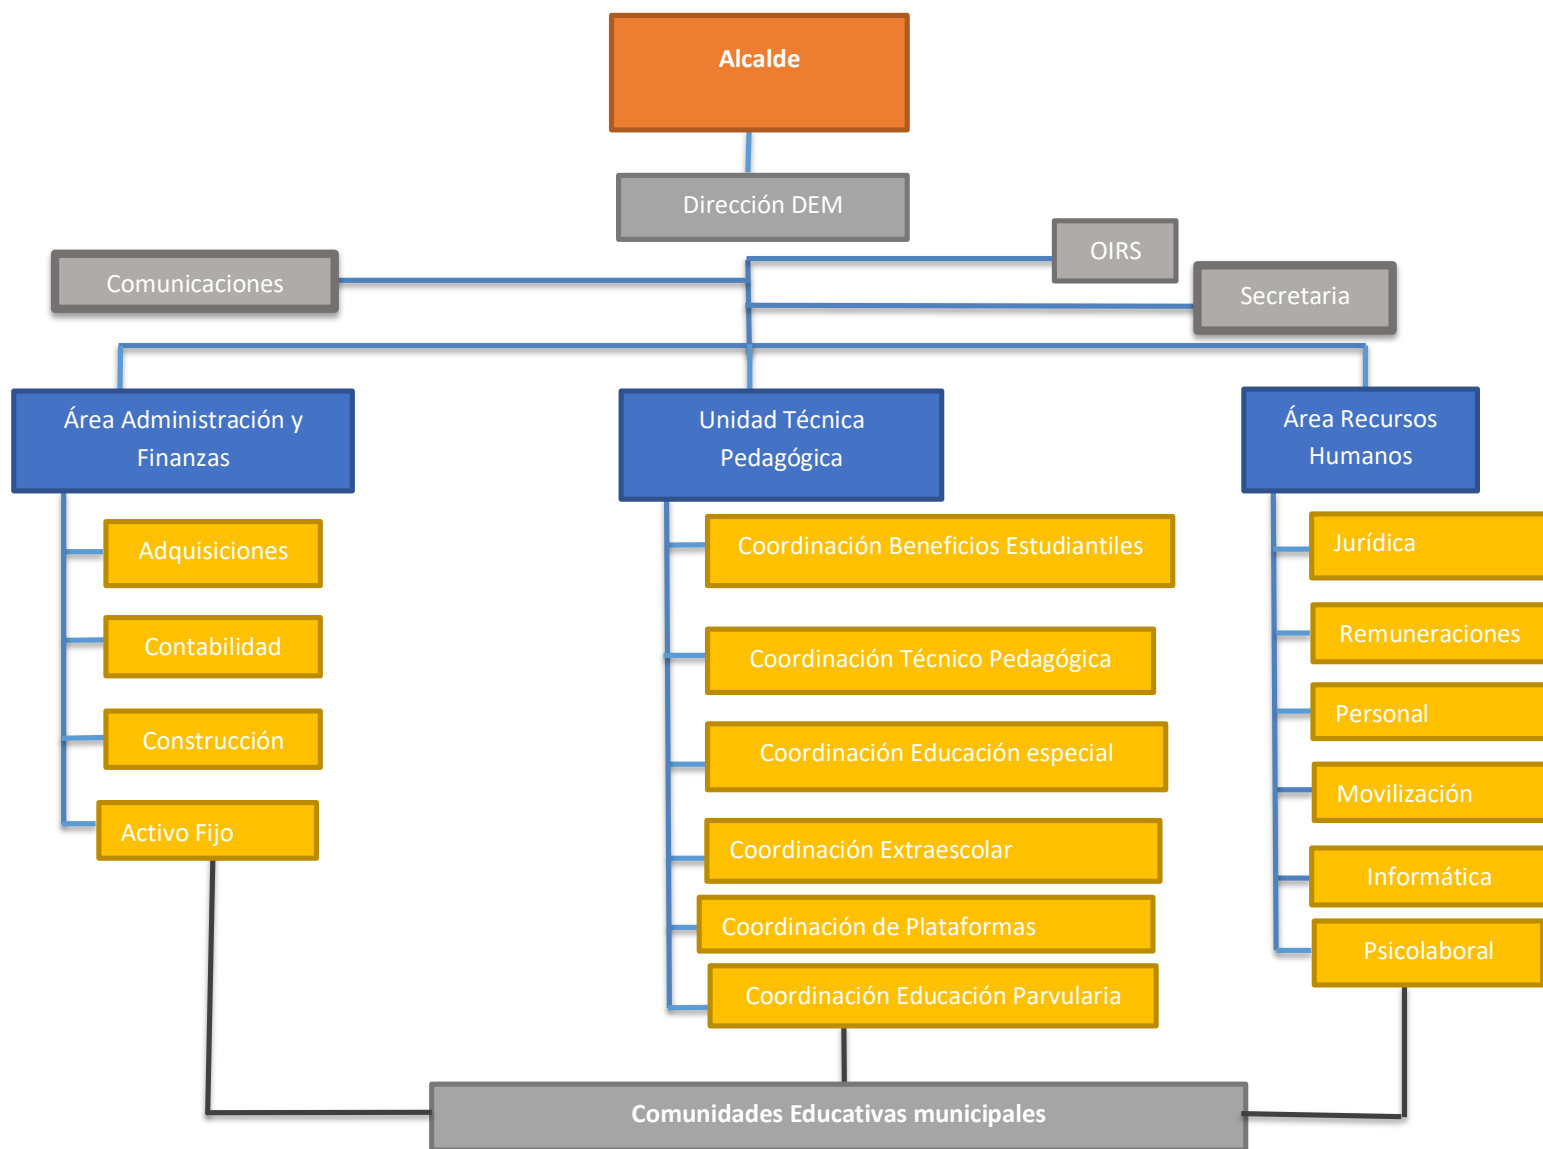 Alcalde
Dirección DEM
OIRS
Comunicaciones
Secretaria
Área Administración y
Finanzas
Unidad Técnica
Pedagógica
Área Recursos
Humanos
Adquisiciones
Contabilidad
Construcción
Activo Fijo
Coordinación Beneficios Estudiantiles
Coordinación Técnico Pedagógica
Coordinación Educación especial
Coordinación Extraescolar
Coordinación de Plataformas
Coordinación Educación Parvularia
Jurídica
Remuneraciones
Personal
Movilización
Informática
Psicolaboral
Comunidades Educativas municipales